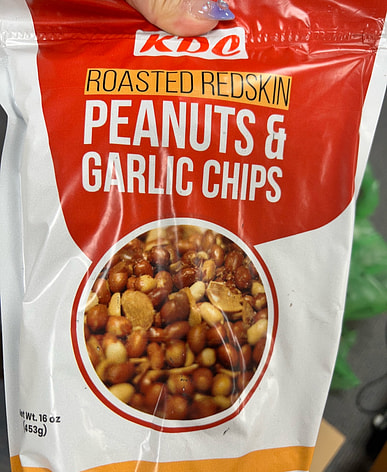 KDC
ROASTED REDSKIN
PEANUTS &
GARLIC CHIPS
Wt. 16 oz
453g)